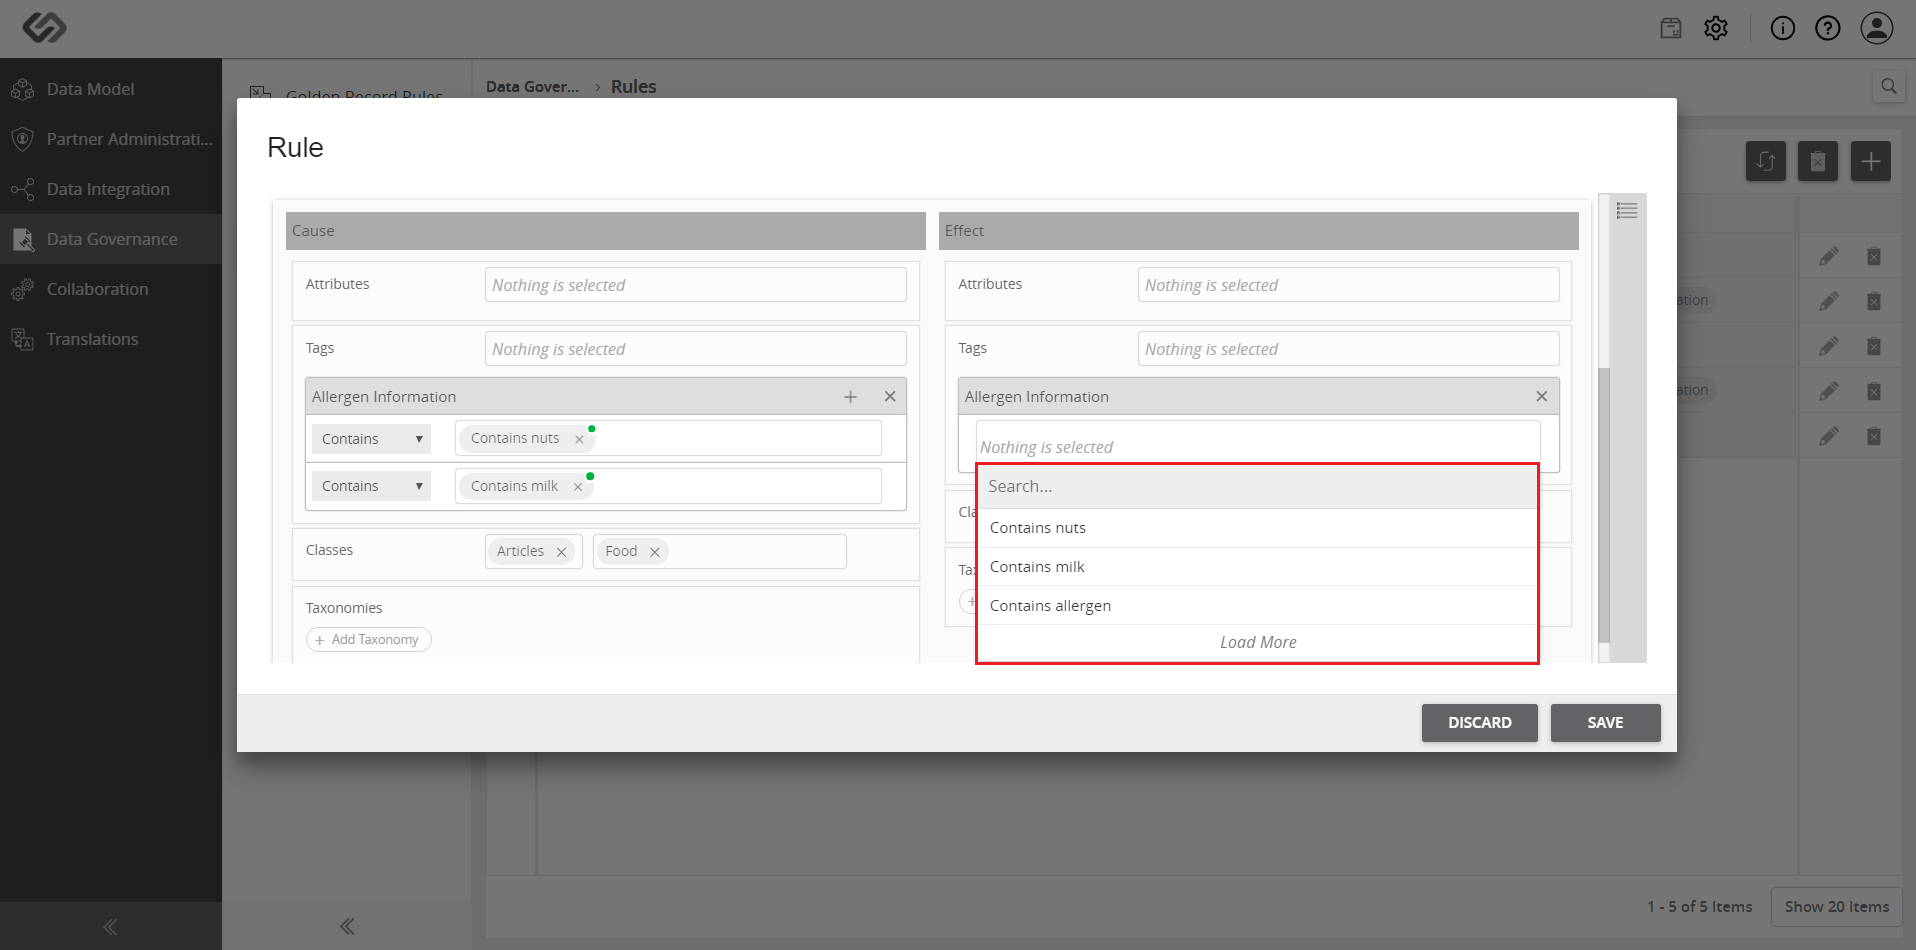 Data Model
Partner Administrati...
Data Integration
Data Governance
Collaboration
Translations
Golden Record Rules
Data Gover... › Rules
Rule
Cause
Attributes
Nothing is selected
Tags
Nothing is selected
Allergen Information
Contains
Contains nuts
Contains
Contains milk
Classes
Articles
Food
Taxonomies
+ Add Taxonomy
Effect
Attributes
Nothing is selected
Tags
Nothing is selected
Allergen Information
Nothing is selected
Search...
Contains nuts
Contains milk
Contains allergen
Load More
Cla
Tax
+
ation
ation
DISCARD
SAVE
1 - 5 of 5 Items
Show 20 Items